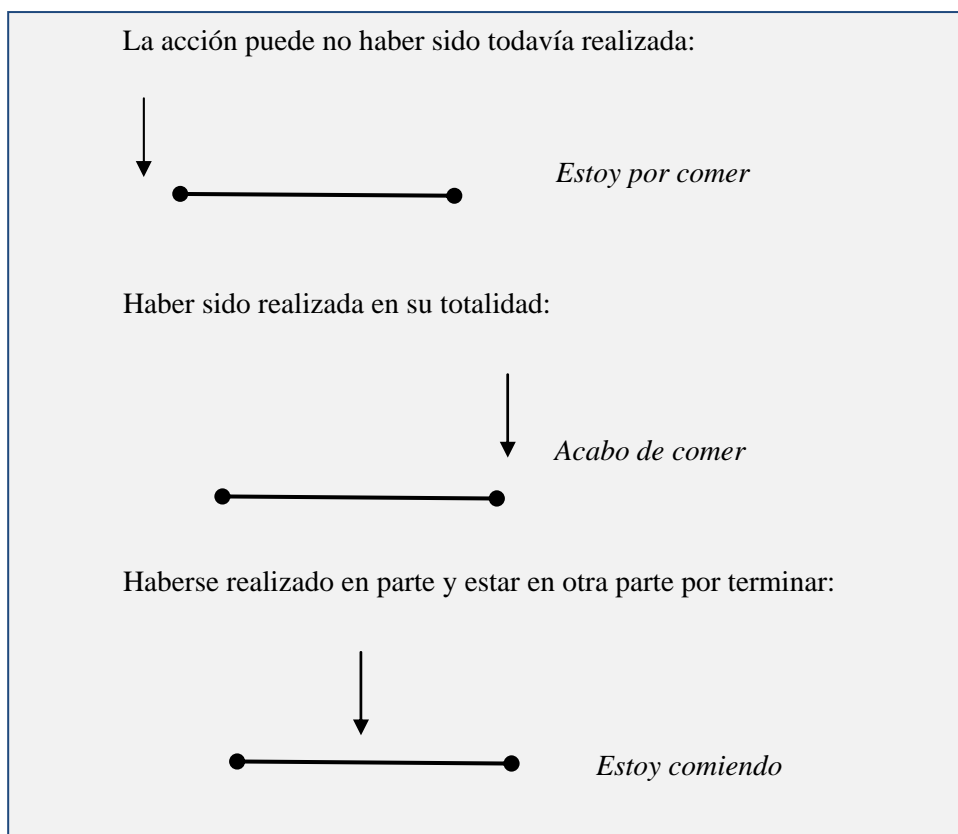 La acción puede no haber sido todavía realizada:
Estoy por comer
Haber sido realizada en su totalidad:
Acabo de comer
Haberse realizado en parte y estar en otra parte por terminar:
Estoy comiendo